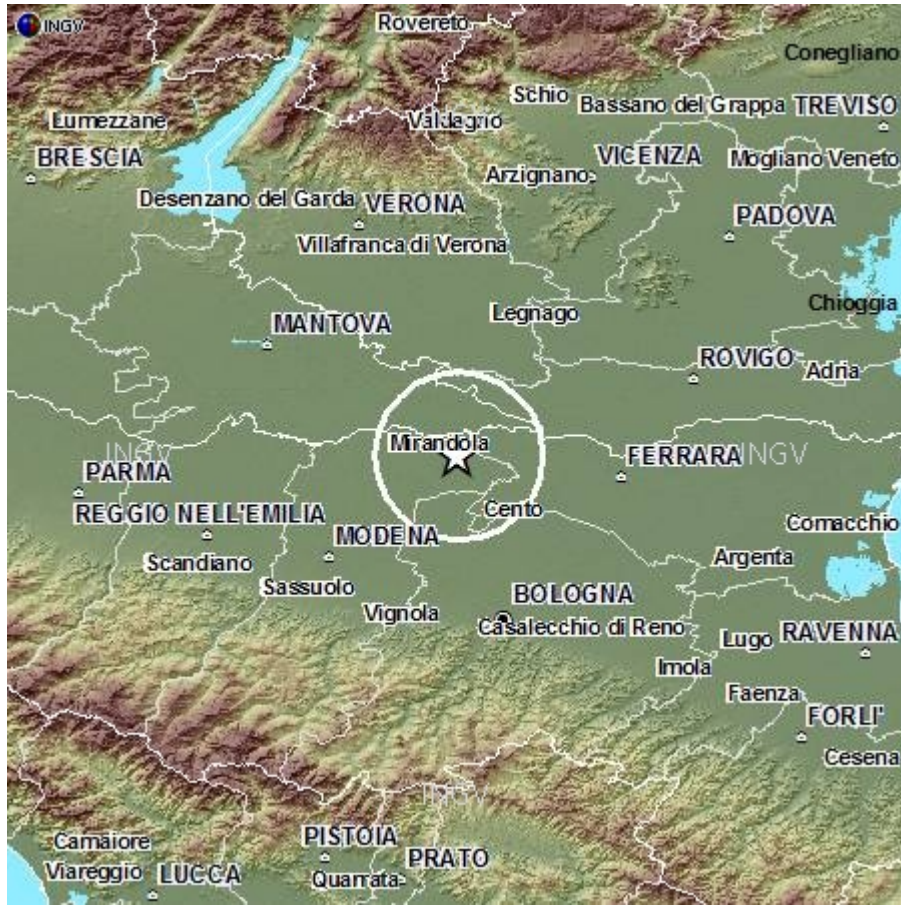 INGV
Rovereto
Conegliano
Schio
Bassano del Grappa
TREVISO
Lumezzane
Valdagno
BRESCIA
VICENZA
Mogliano Veneto
Arzignano
Desenzano del Garda
VERONA
PADOVA
Villafranca di Verona
Chioggia
Legnago
MANTOVA
ROVIGO
Adria
Mirandola
INGV
FERRARA
INGV
PARMA
REGGIO NELL'EMILIA
Cento
Comacchio
MODENA
Scandiano
Argenta
Sassuolo
BOLOGNA
Vignola
Casalecchio di Reno
Lugo
RAVENNA
Imola
Faenza
FORLI'
Cesena
INGV
Camaiore
PISTOIA
Viareggio
LUCCA
PRATO
Quarrata